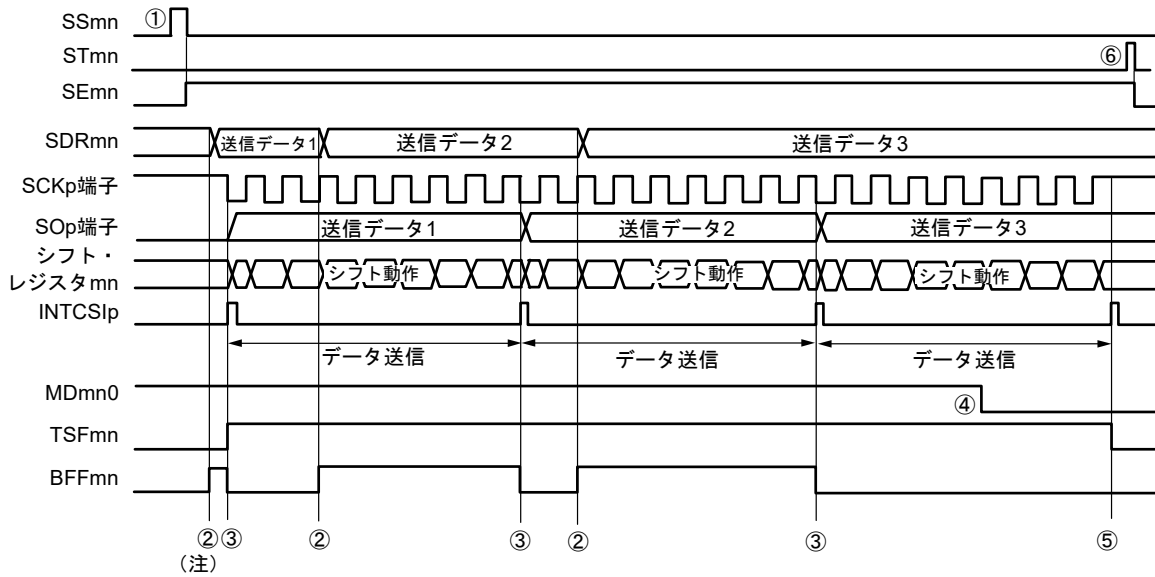 SSmn ①
STmn ⑥
SEmn
SDRmn 送信データ1 送信データ2 送信データ3
SCKp端子
SOp端子 送信データ1 送信データ2 送信データ3
シフト・
レジスタmn シフト動作 シフト動作 シフト動作
INTCSIp
データ送信 データ送信 データ送信
MDmn0 ④
TSFmn
BFFmn
②③ ② ③ ② ③ ⑤
（注）